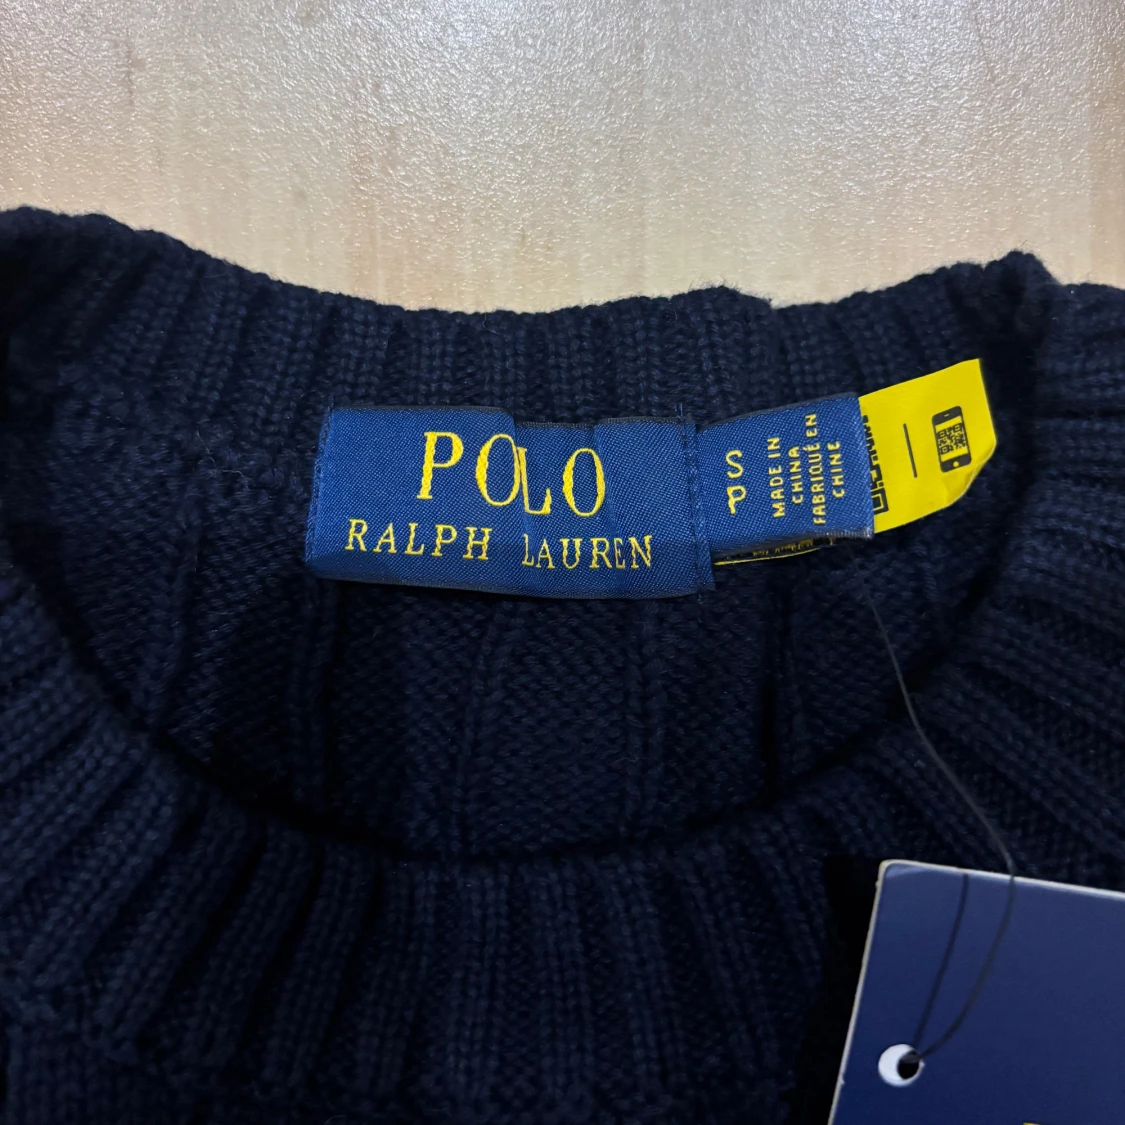 POLO
RALPH LAUREN
S
P
MADE IN
CHINA
FABRIQUÉ EN
CHINE